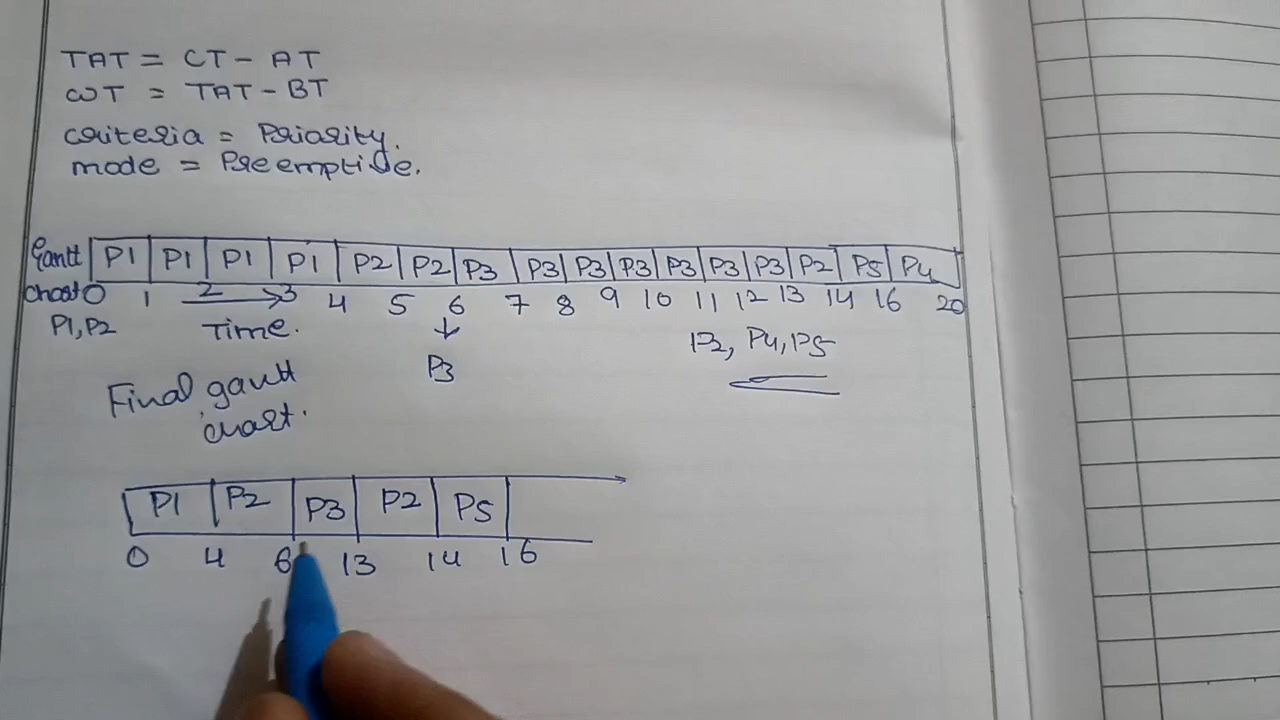 TAT = CT - AT
WT = TAT - BT
criteria = Priority.
mode = Preemptive.
Gantt P1 P1 P1 P1 P2 P2 P3 P3 P3 P3 P3 P3 P3 P2 P5 P4
chart 0 1 2 3 4 5 6 7 8 9 10 11 12 13 14 16 20
P1, P2 Time. P3 P2, P4, P5
Final gantt
chart.
P1 P2 P3 P2 P5
0 4 6 13 14 16